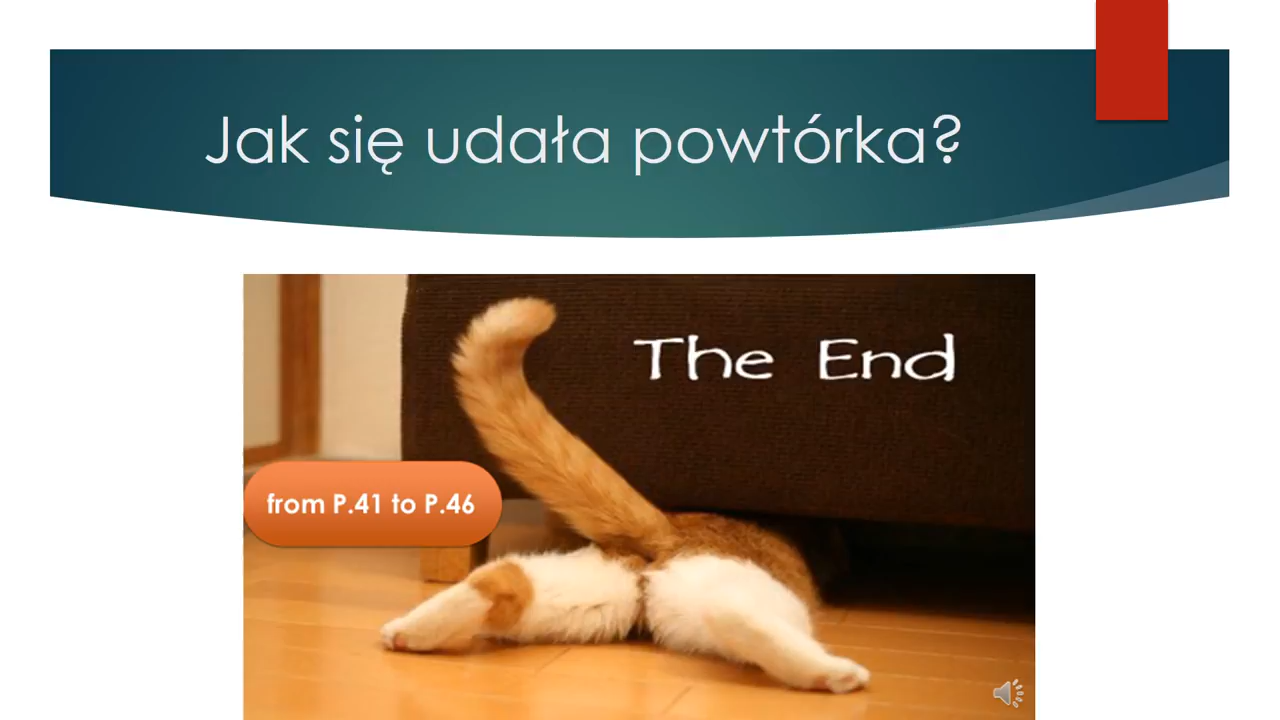 Jak się udała powtórka?
The End
from P.41 to P.46